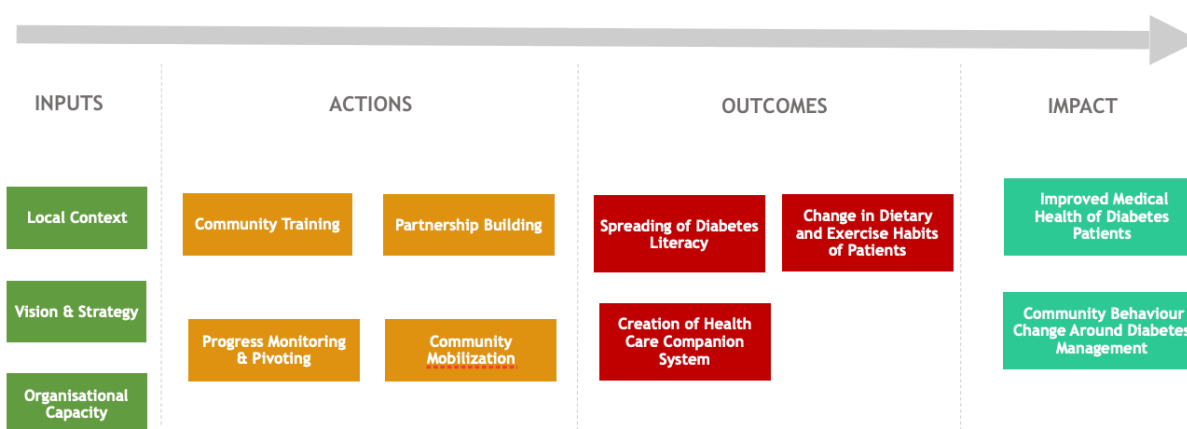 INPUTS
ACTIONS
OUTCOMES
IMPACT
Local Context
Vision & Strategy
Organisational
Capacity
Community Training
Partnership Building
Progress Monitoring
& Pivoting
Community
Mobilization
Spreading of Diabetes
Literacy
Change in Dietary
and Exercise Habits
of Patients
Creation of Health
Care Companion
System
Improved Medical
Health of Diabetes
Patients
Community Behaviour
Change Around Diabetes
Management